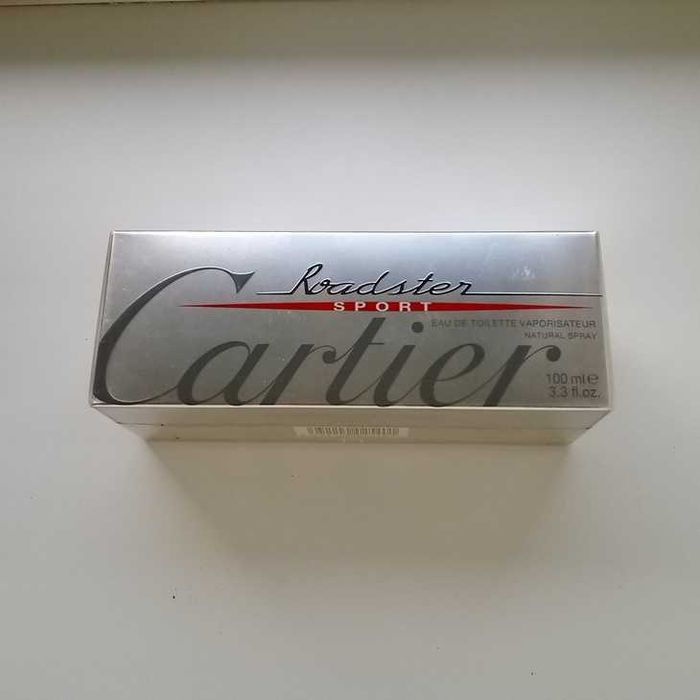 Roadster
SPORT
Cartier
EAU DE TOILETTE VAPORISATEUR
NATURAL SPRAY
100 ml e
3.3 fl.oz.